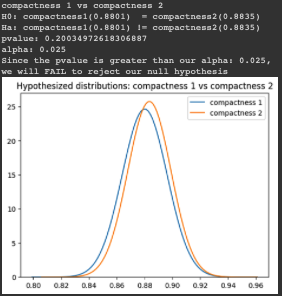 compactness 1 vs compactness 2
H0: compactness1(0.8801)  = compactness2(0.8835)
Ha: compactness1(0.8801) != compactness2(0.8835)
pvalue: 0.20034972618306887
alpha: 0.025
Since the pvalue is greater than our alpha: 0.025,
we will FAIL to reject our null hypothesis
Hypothesized distributions: compactness 1 vs compactness 2
compactness 1
compactness 2
25
20
15
10
5
0
0.80 0.82 0.84 0.86 0.88 0.90 0.92 0.94 0.96